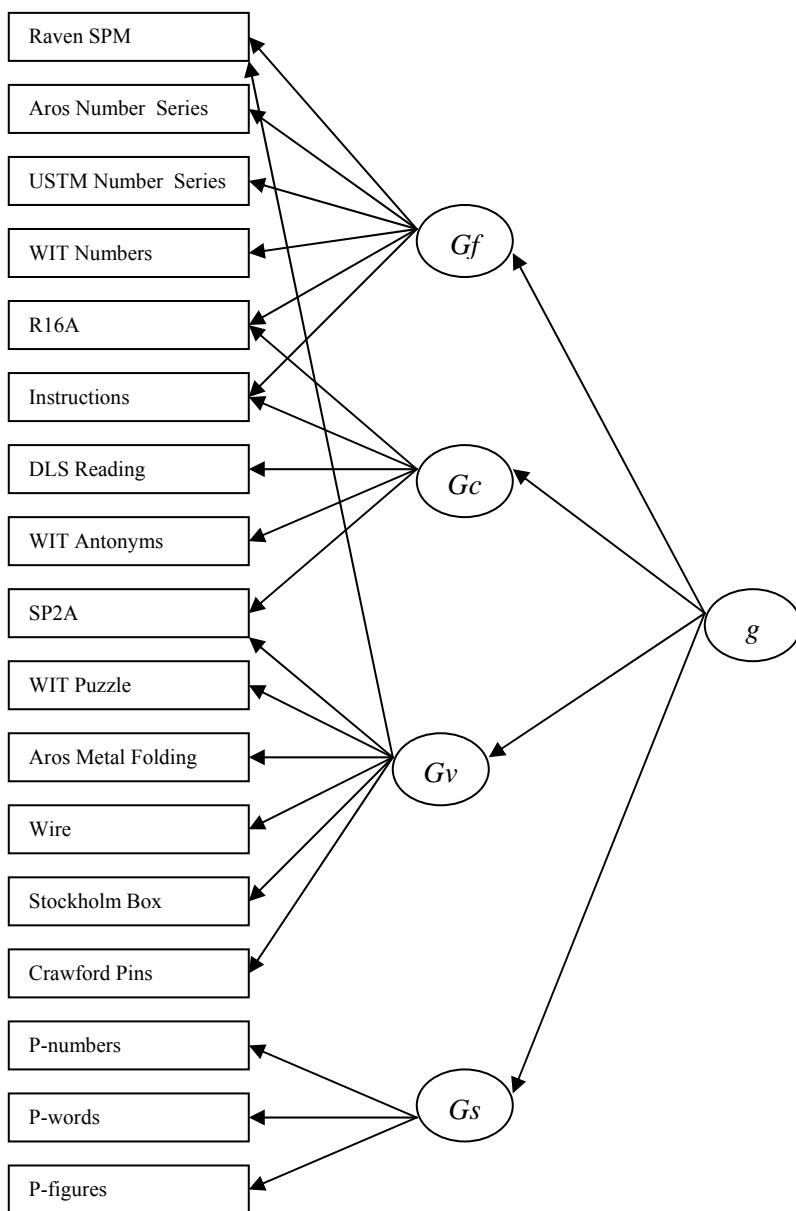 Raven SPM
Aros Number Series
USTM Number Series
WIT Numbers
Gf
R16A
Instructions
DLS Reading
Gc
WIT Antonyms
SP2A
g
WIT Puzzle
Aros Metal Folding
Gv
Wire
Stockholm Box
Crawford Pins
P-numbers
Gs
P-words
P-figures